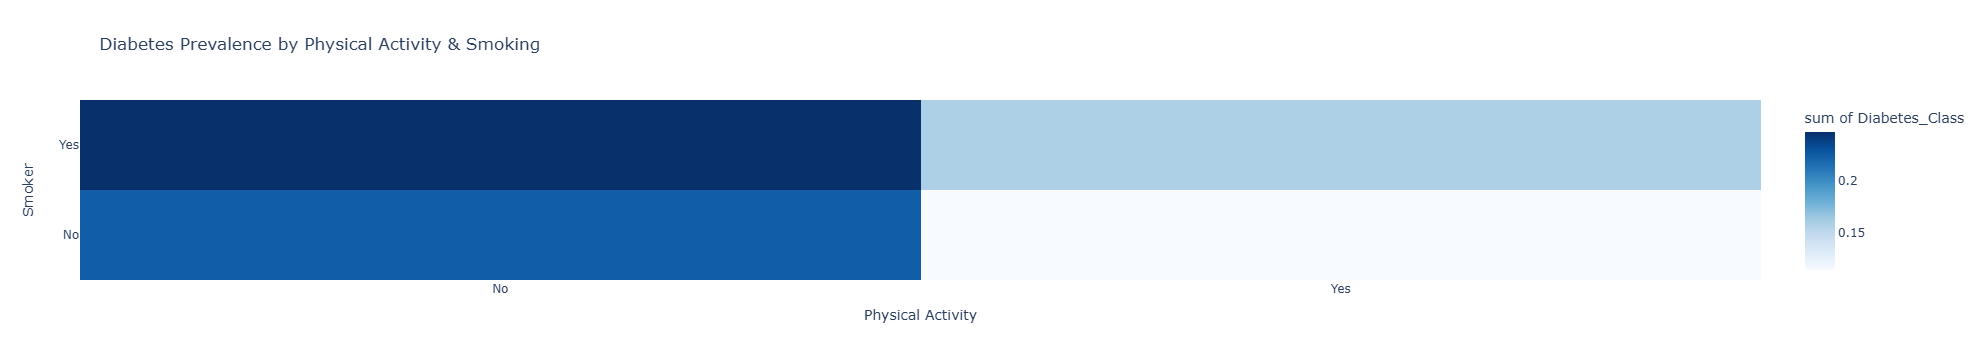 Diabetes Prevalence by Physical Activity & Smoking
sum of Diabetes_Class
Yes
0.2
Smoker
0.15
No
No
Yes
Physical Activity